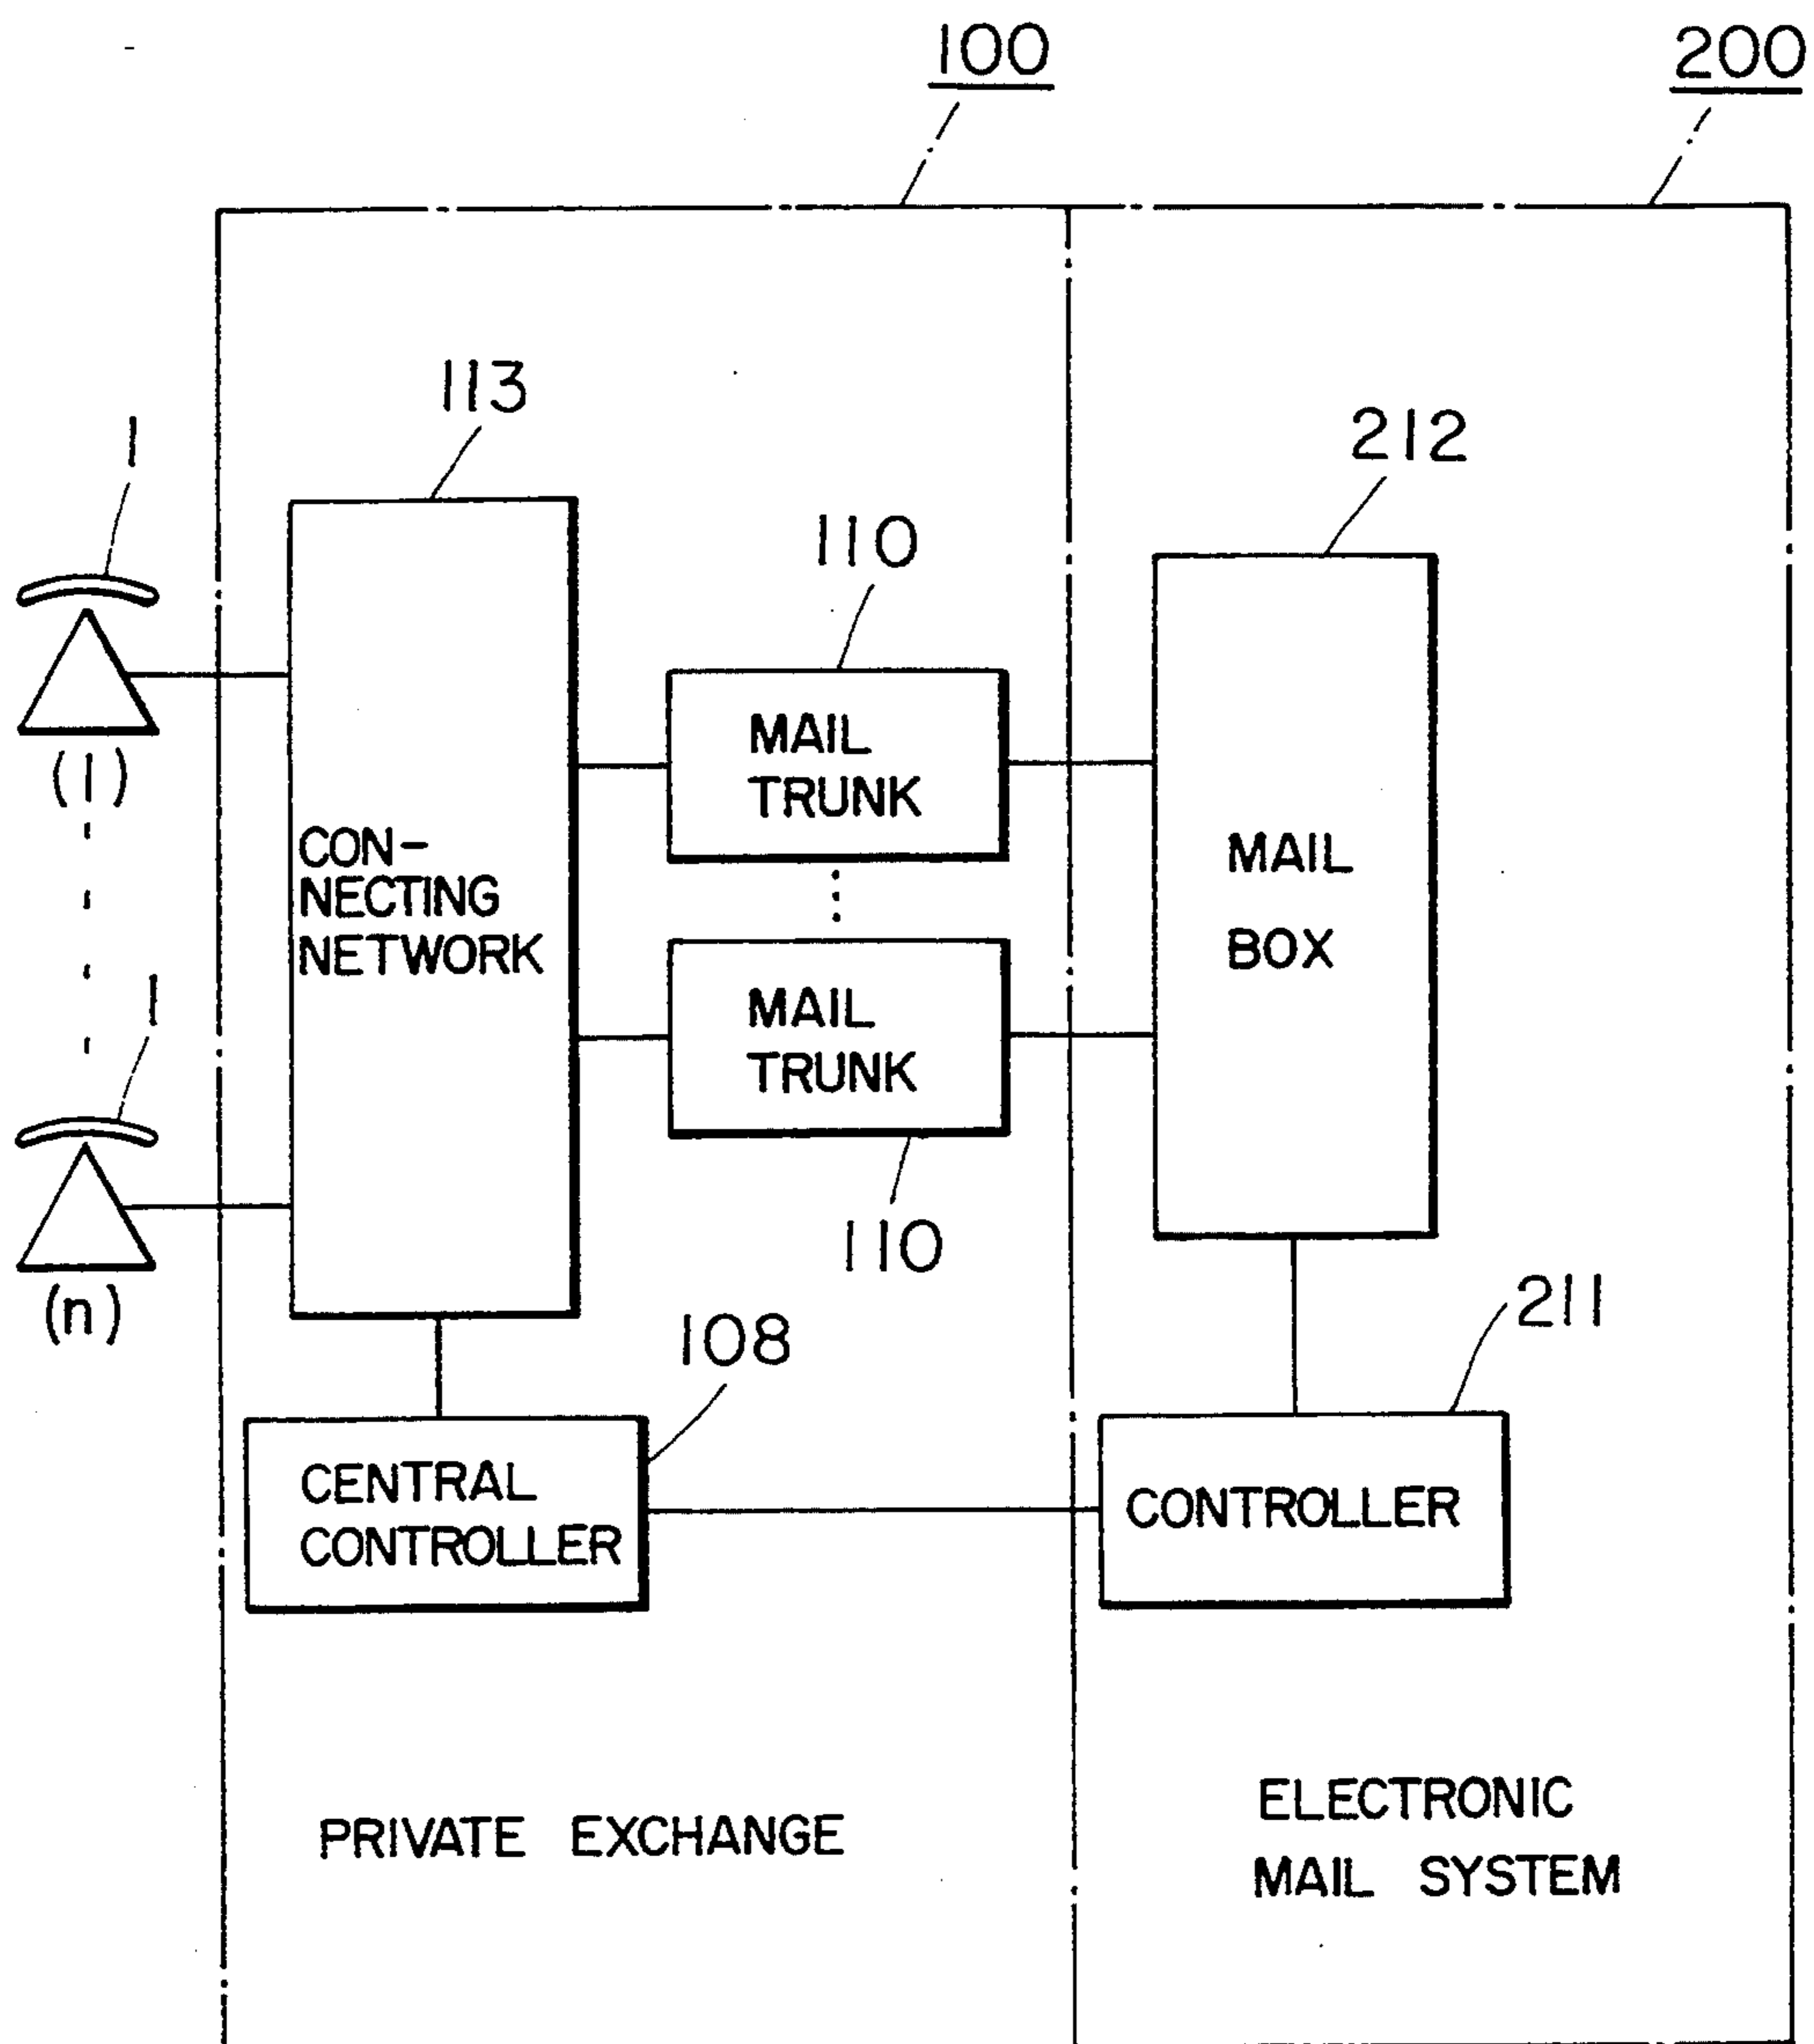 100
200
113
1
212
110
MAIL
TRUNK
(1)
CON-
NECTING
NETWORK
MAIL
BOX
1
MAIL
TRUNK
110
(n)
211
108
CENTRAL
CONTROLLER
CONTROLLER
PRIVATE EXCHANGE
ELECTRONIC
MAIL SYSTEM